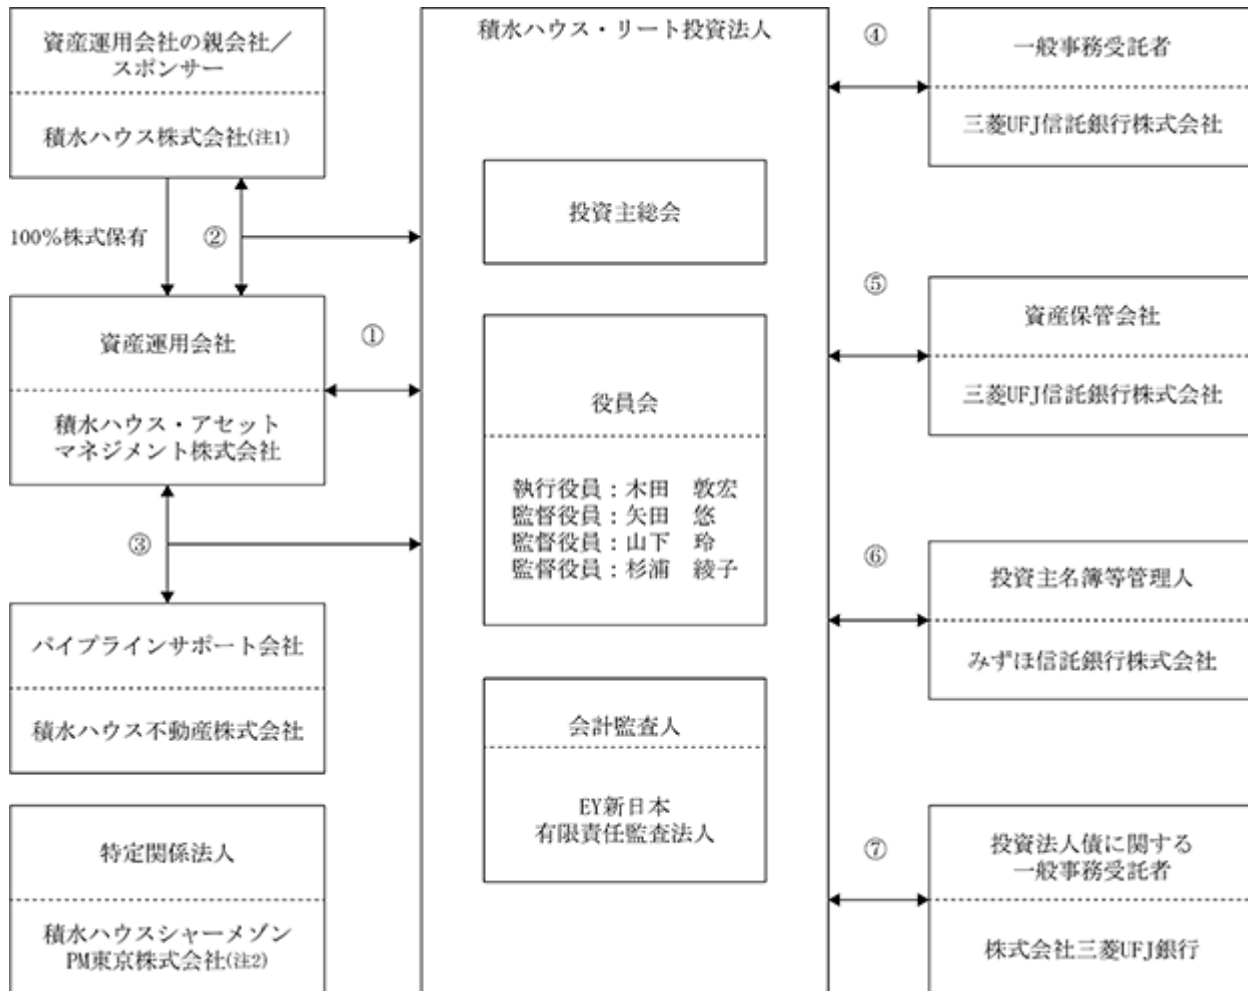 資産運用会社の親会社／
スポンサー
積水ハウス株式会社(注1)
100%株式保有
②
資産運用会社
積水ハウス・アセット
マネジメント株式会社
①
③
パイプラインサポート会社
積水ハウス不動産株式会社
特定関係法人
積水ハウスシャーメゾン
PM東京株式会社(注2)
積水ハウス・リート投資法人
投資主総会
役員会
執行役員：木田　敦宏
監督役員：矢田　悠
監督役員：山下　玲
監督役員：杉浦　綾子
会計監査人
EY新日本
有限責任監査法人
④
一般事務受託者
三菱UFJ信託銀行株式会社
⑤
資産保管会社
三菱UFJ信託銀行株式会社
⑥
投資主名簿等管理人
みずほ信託銀行株式会社
⑦
投資法人債に関する
一般事務受託者
株式会社三菱UFJ銀行